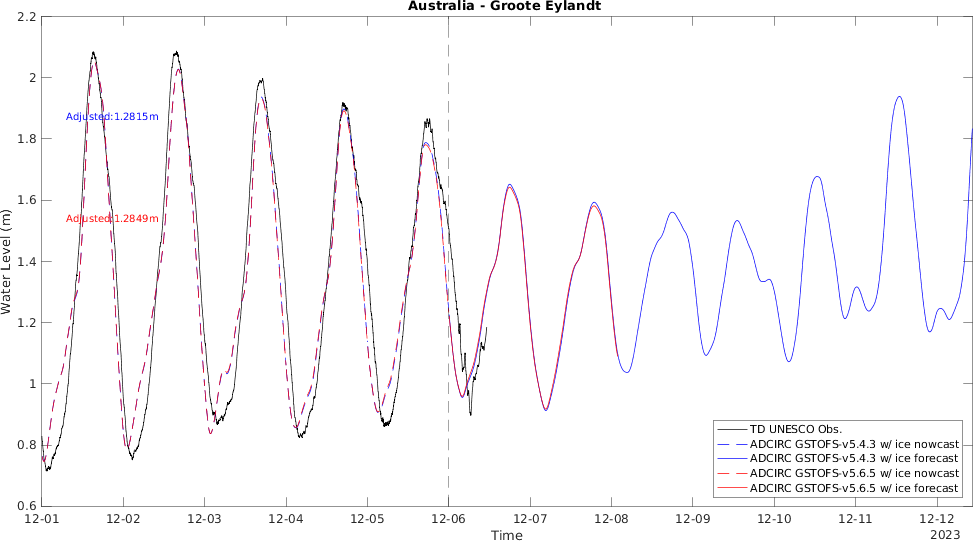 Australia - Groote Eylandt
2.2
2
1.8
1.6
1.4
1.2
1
0.8
0.6
Water Level (m)
Adjusted:1.2815m
Adjusted:1.2849m
TD UNESCO Obs.
ADCIRC GSTOFS-v5.4.3 w/ ice nowcast
ADCIRC GSTOFS-v5.4.3 w/ ice forecast
ADCIRC GSTOFS-v5.6.5 w/ ice nowcast
ADCIRC GSTOFS-v5.6.5 w/ ice forecast
12-01 12-02 12-03 12-04 12-05 12-06 12-07 12-08 12-09 12-10 12-11 12-12
Time
2023